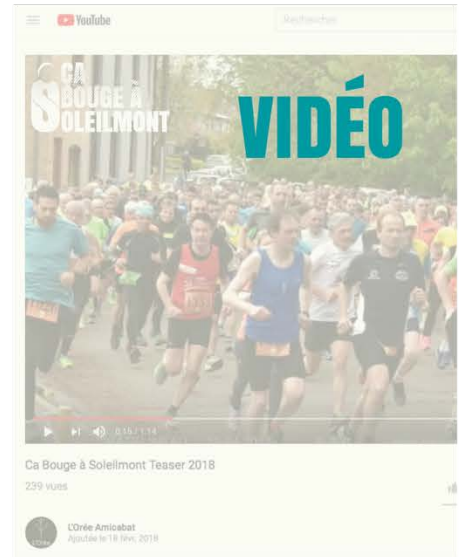 YouTube
Rechercher
ÇA
BOUGE À
SOLEILMONT
VIDÉO
0:15 / 1:14
Ca Bouge à Soleilmont Teaser 2018
239 vues
L'Orée Amicabat
Ajoutée le 18 févr. 2018